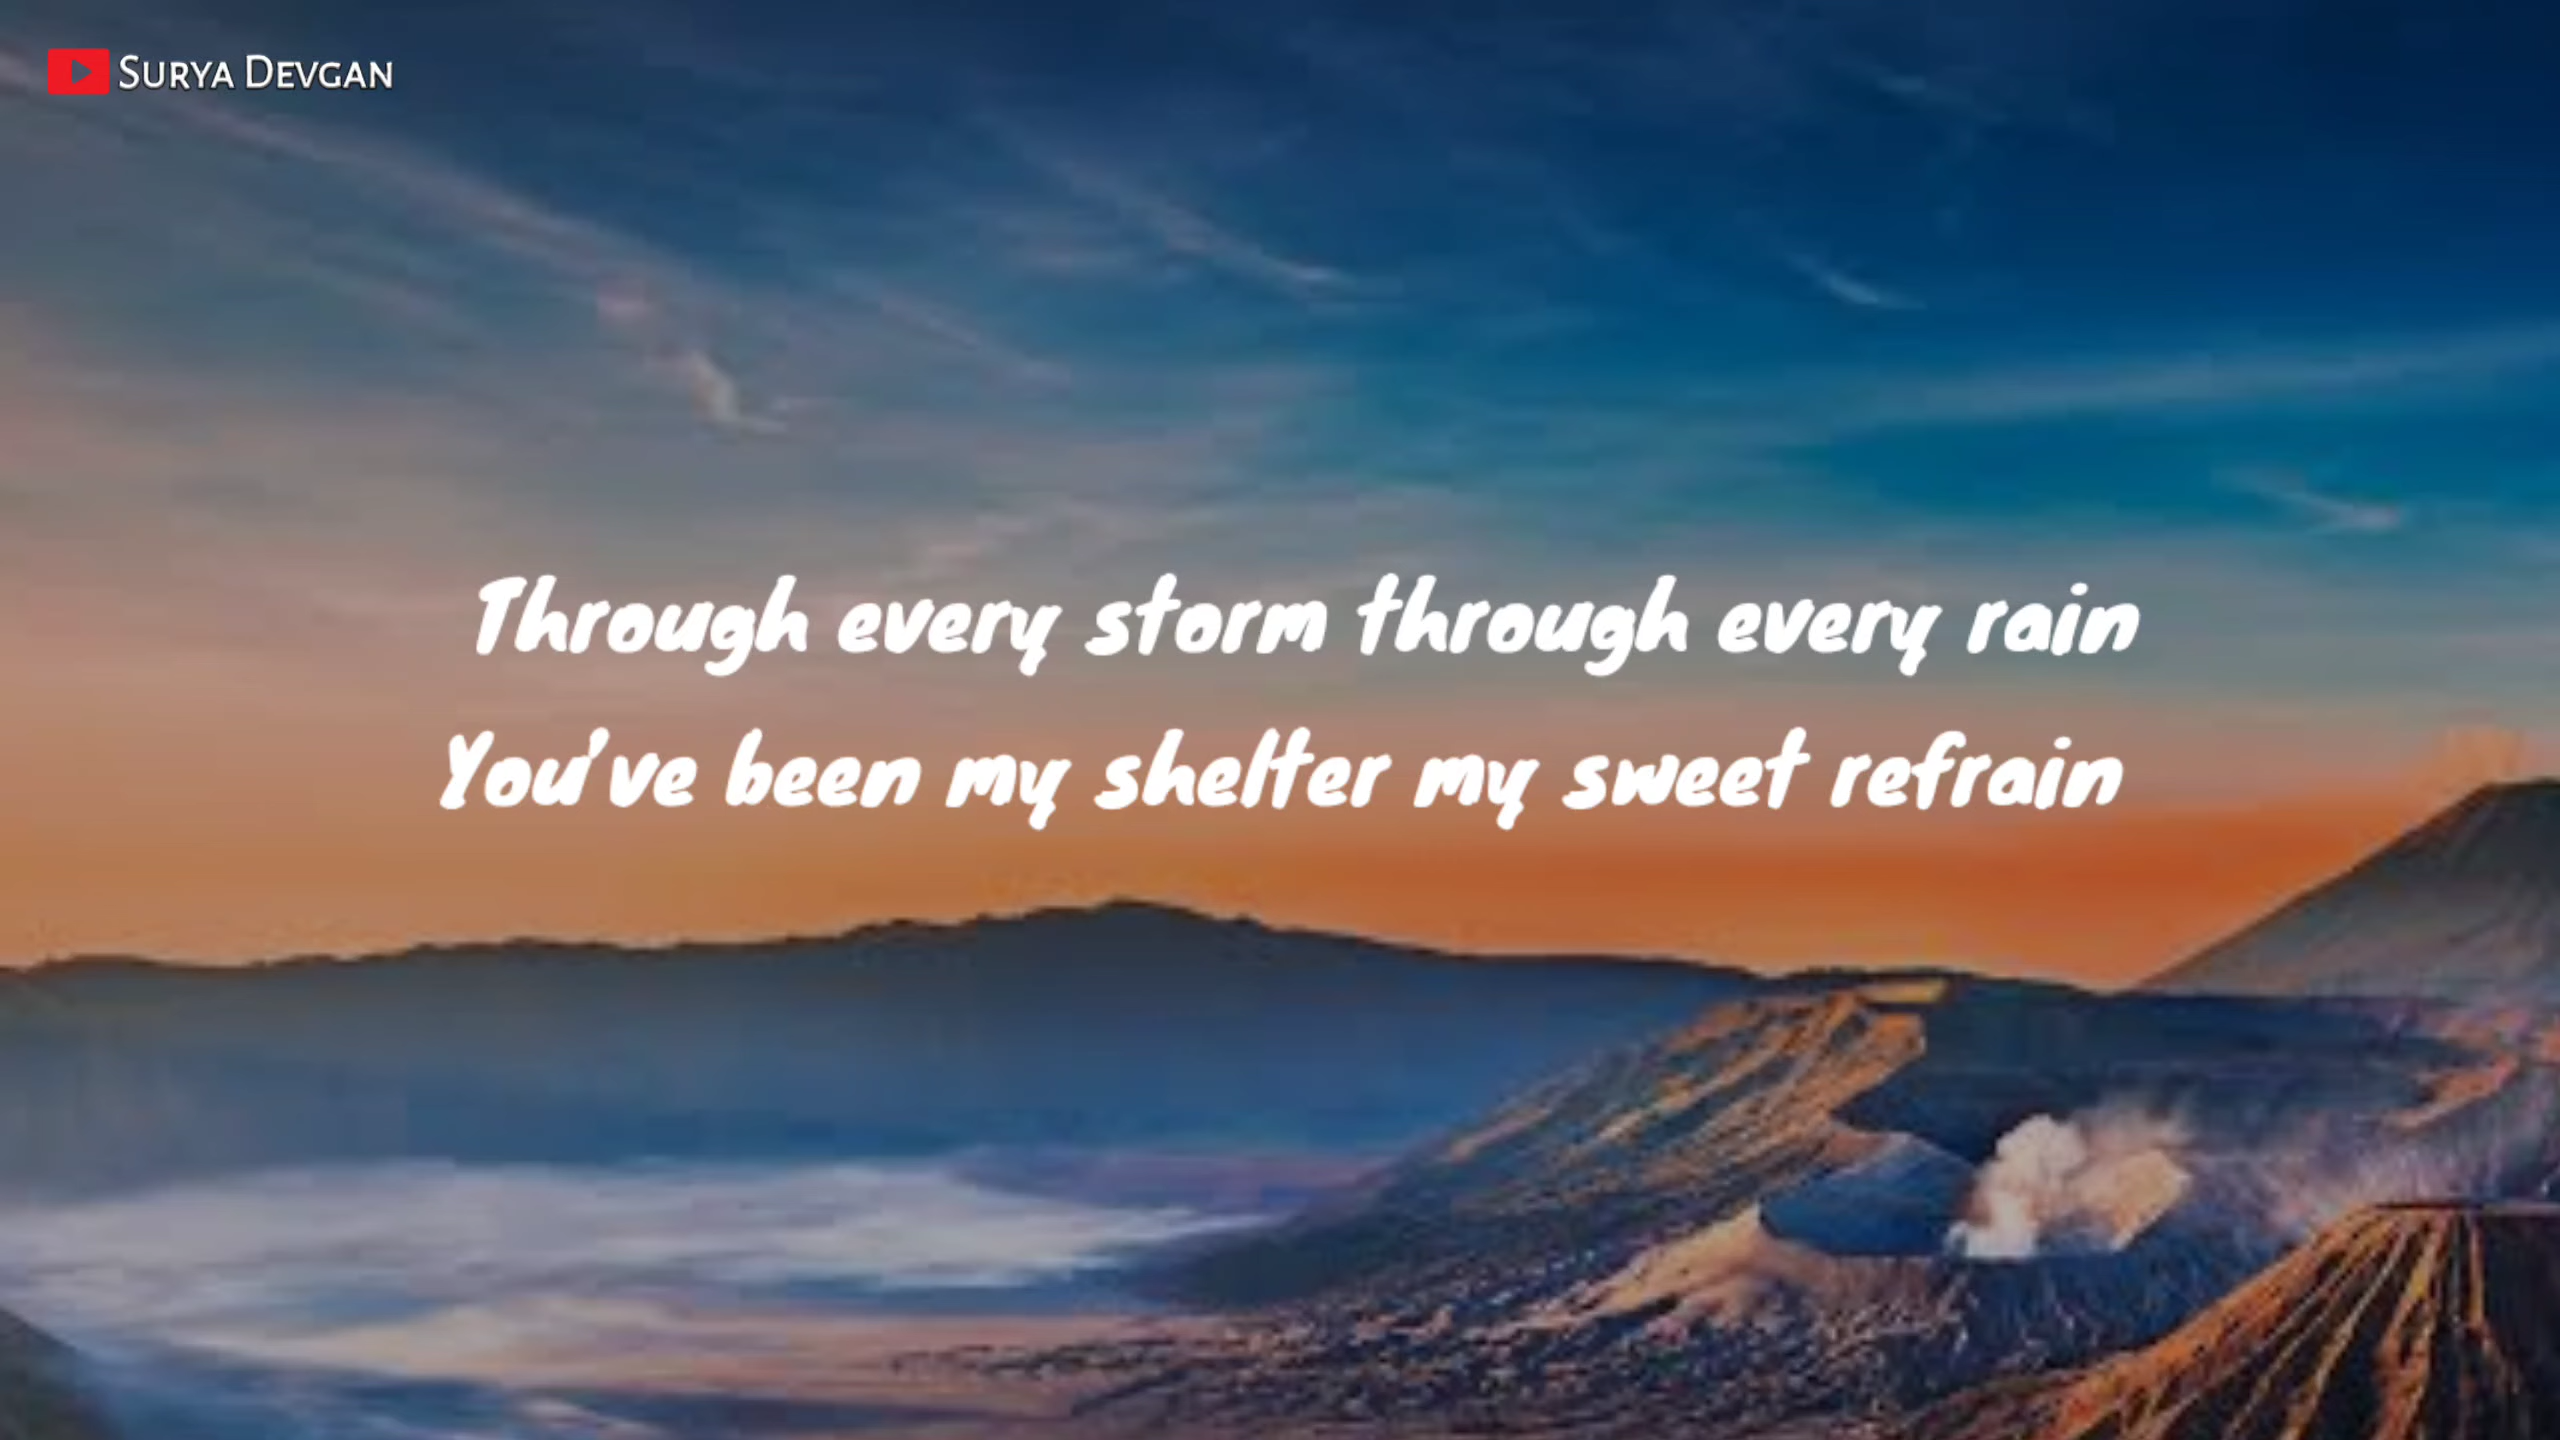 SURYA DEVGAN
Through every storm through every rain
You've been my shelter my sweet refrain